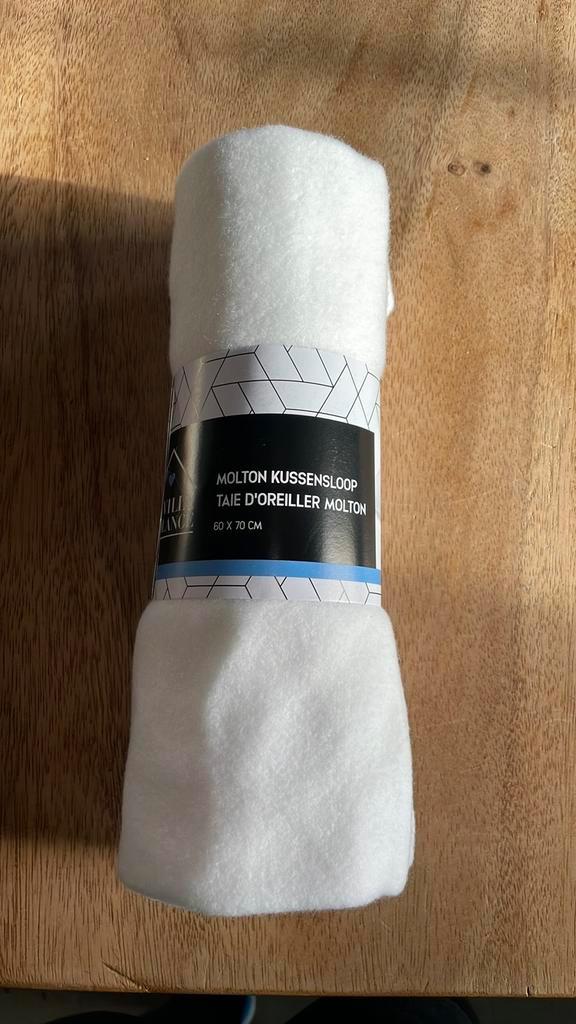 MOLTON KUSSENSLOOP
TAIE D'OREILLER MOLTON
60 X 70 CM